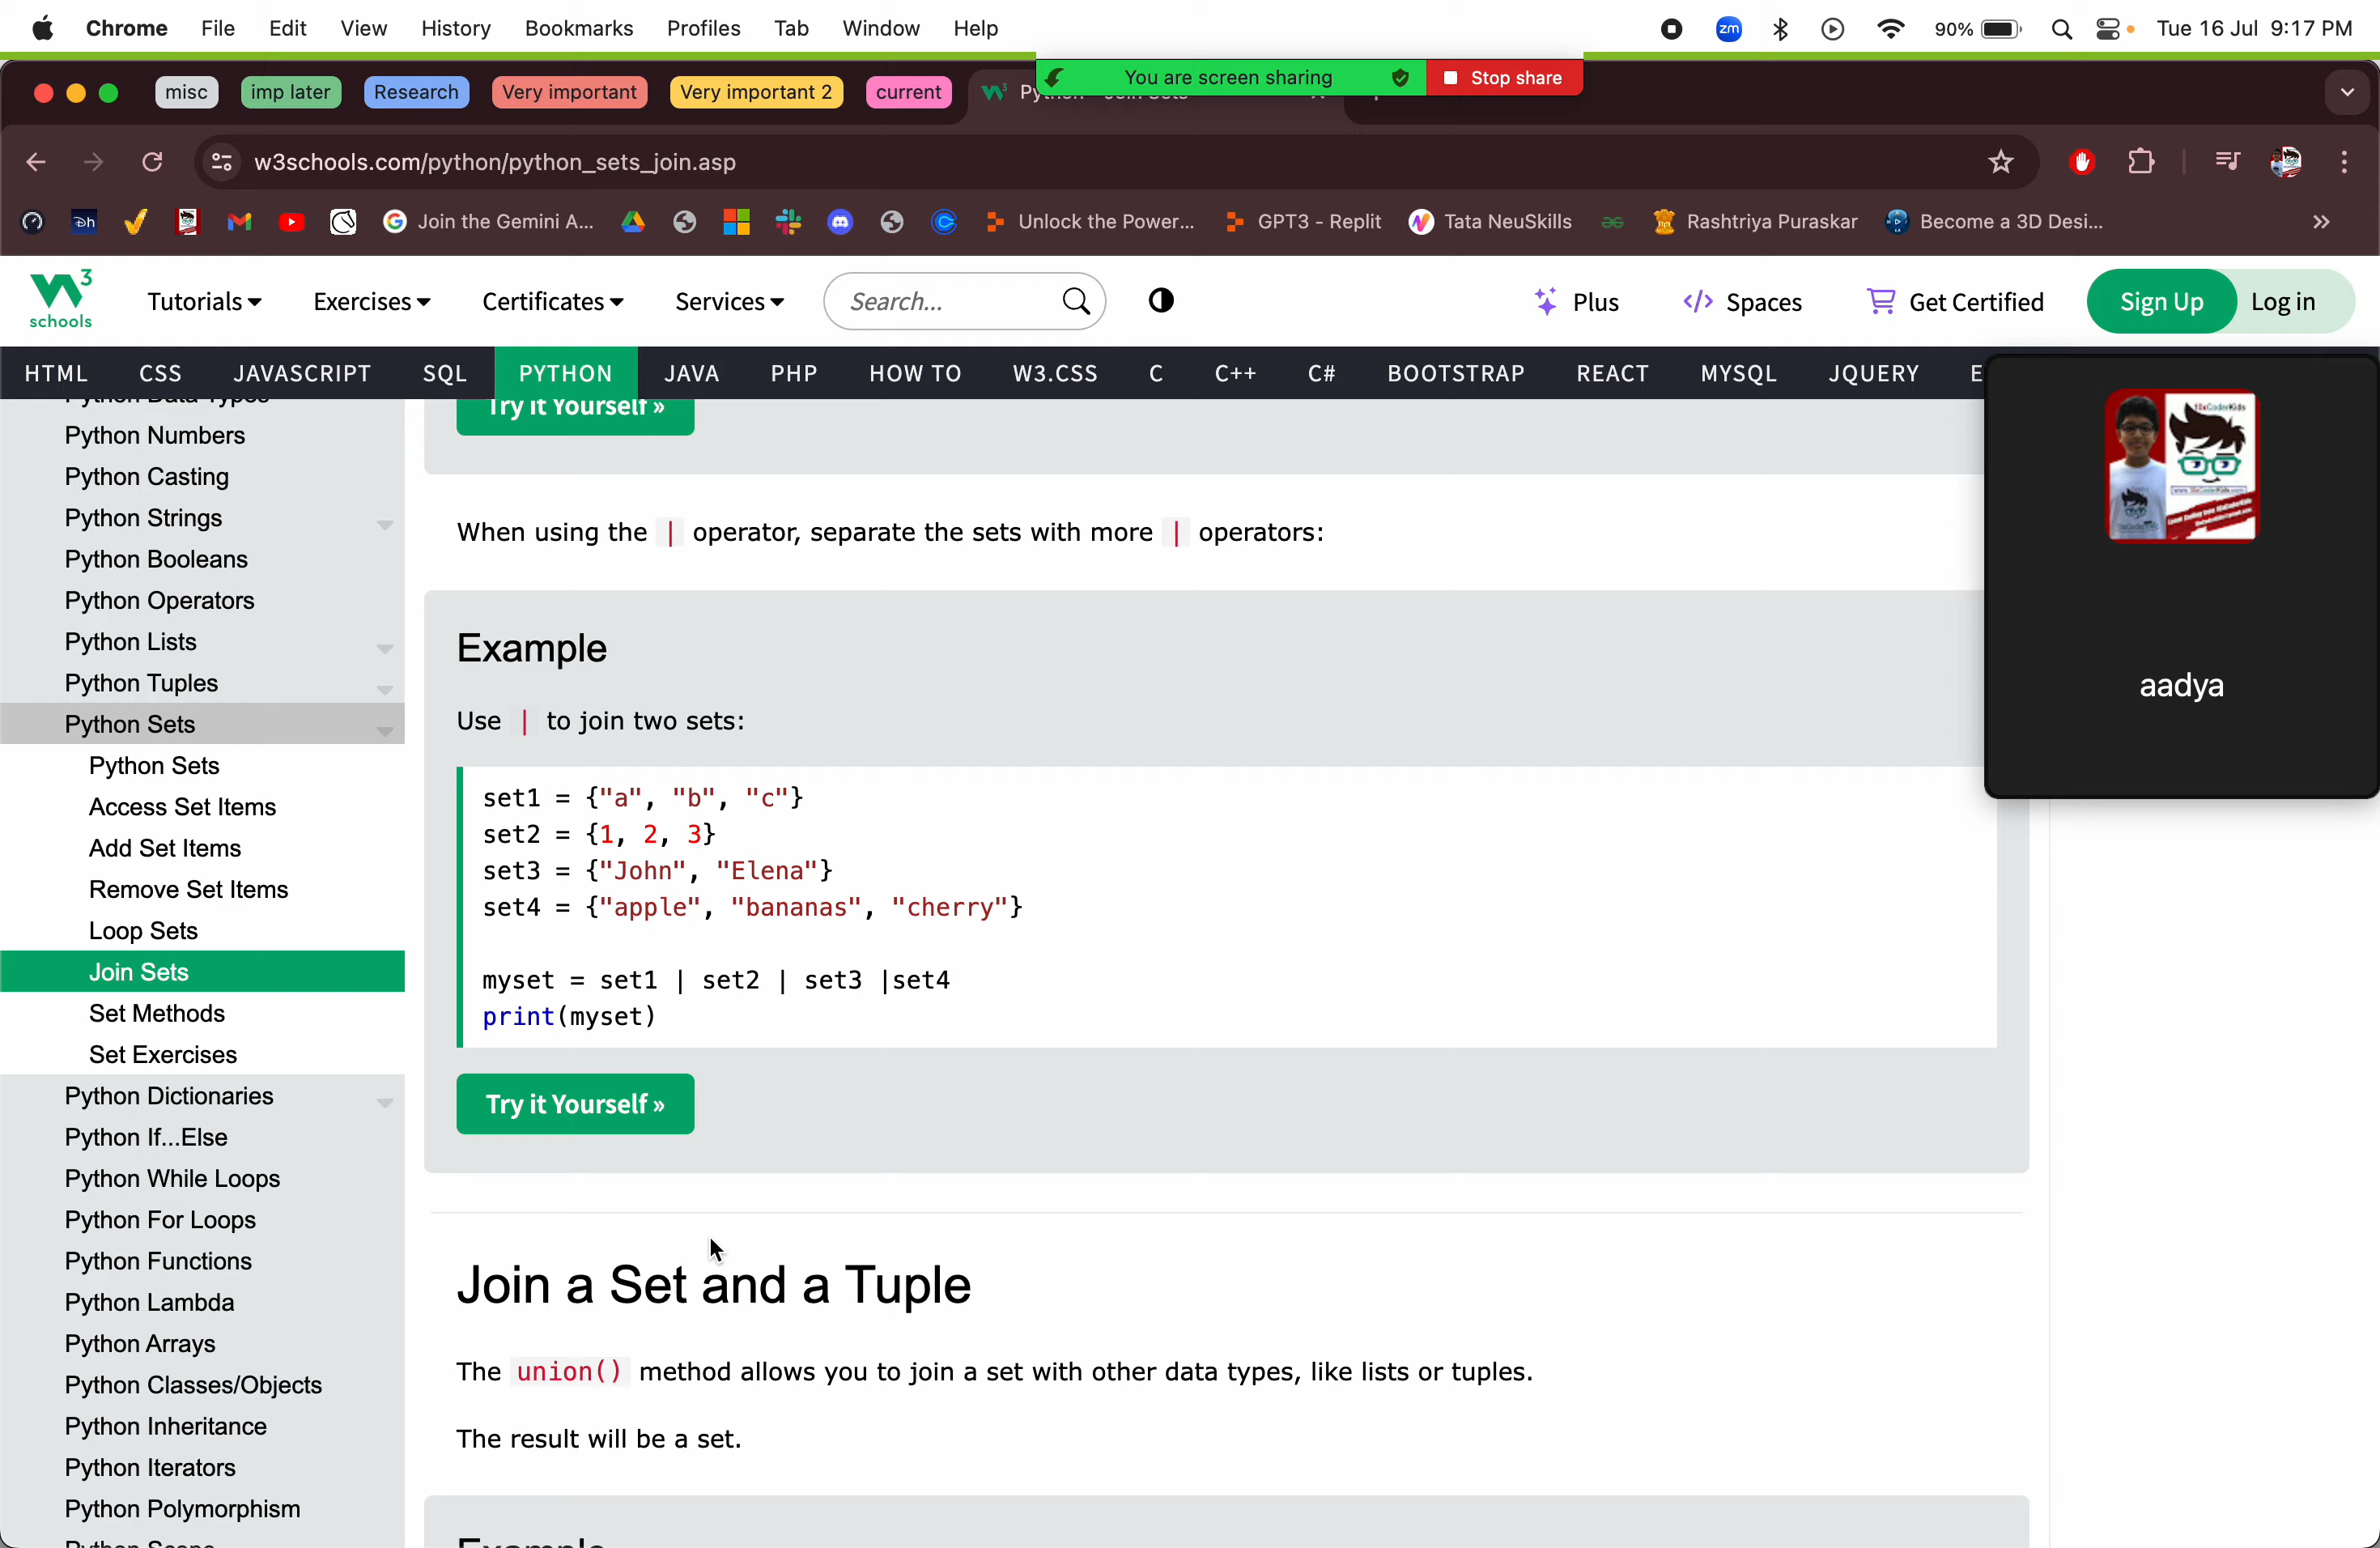 Chrome File Edit View History Bookmarks Profiles Tab Window Help zm 90% Tue 16 Jul 9:17 PM
misc imp later Research Very important Very important 2 current
You are screen sharing Stop share
w3schools.com/python/python_sets_join.asp
Dh Join the Gemini A... Unlock the Power... GPT3 - Replit Tata NeuSkills Rashtriya Puraskar Become a 3D Desi...
W3 schools Tutorials Exercises Certificates Services Search... Plus Spaces Get Certified Sign Up Log in
HTML CSS JAVASCRIPT SQL PYTHON JAVA PHP HOW TO W3.CSS C C++ C# BOOTSTRAP REACT MYSQL JQUERY
Python Data Types
Python Numbers
Python Casting
Python Strings
Python Booleans
Python Operators
Python Lists
Python Tuples
Python Sets
Python Sets
Access Set Items
Add Set Items
Remove Set Items
Loop Sets
Join Sets
Set Methods
Set Exercises
Python Dictionaries
Python If...Else
Python While Loops
Python For Loops
Python Functions
Python Lambda
Python Arrays
Python Classes/Objects
Python Inheritance
Python Iterators
Python Polymorphism
Python Scope
Try it Yourself »
When using the | operator, separate the sets with more | operators:
Example
Use | to join two sets:
set1 = {"a", "b", "c"}
set2 = {1, 2, 3}
set3 = {"John", "Elena"}
set4 = {"apple", "bananas", "cherry"}
myset = set1 | set2 | set3 |set4
print(myset)
Try it Yourself »
Join a Set and a Tuple
The union() method allows you to join a set with other data types, like lists or tuples.
The result will be a set.
Example
aadya